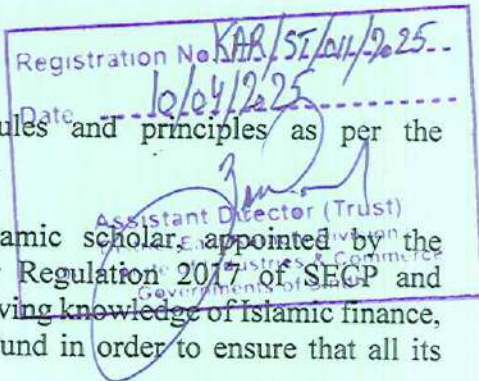 Registration No KAR/ST/011/2025
Date 10/04/2025
ules and principles as per the
Assistant Director (Trust)
amic scholar, appointed by the
Regulation 2017 of SECP and
Industries & Commerce
ving knowledge of Islamic finance,
Government of
und in order to ensure that all its